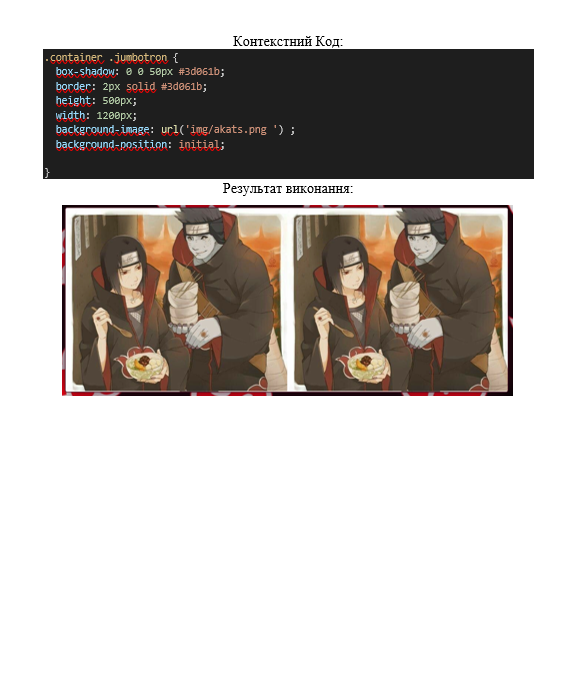 Контекстний Код:
.container .jumbotron {
box-shadow: 0 0 50px #3d061b;
border: 2px solid #3d061b;
height: 500px;
width: 1200px;
background-image: url('img/akats.png ') ;
background-position: initial;
}
Результат виконання: